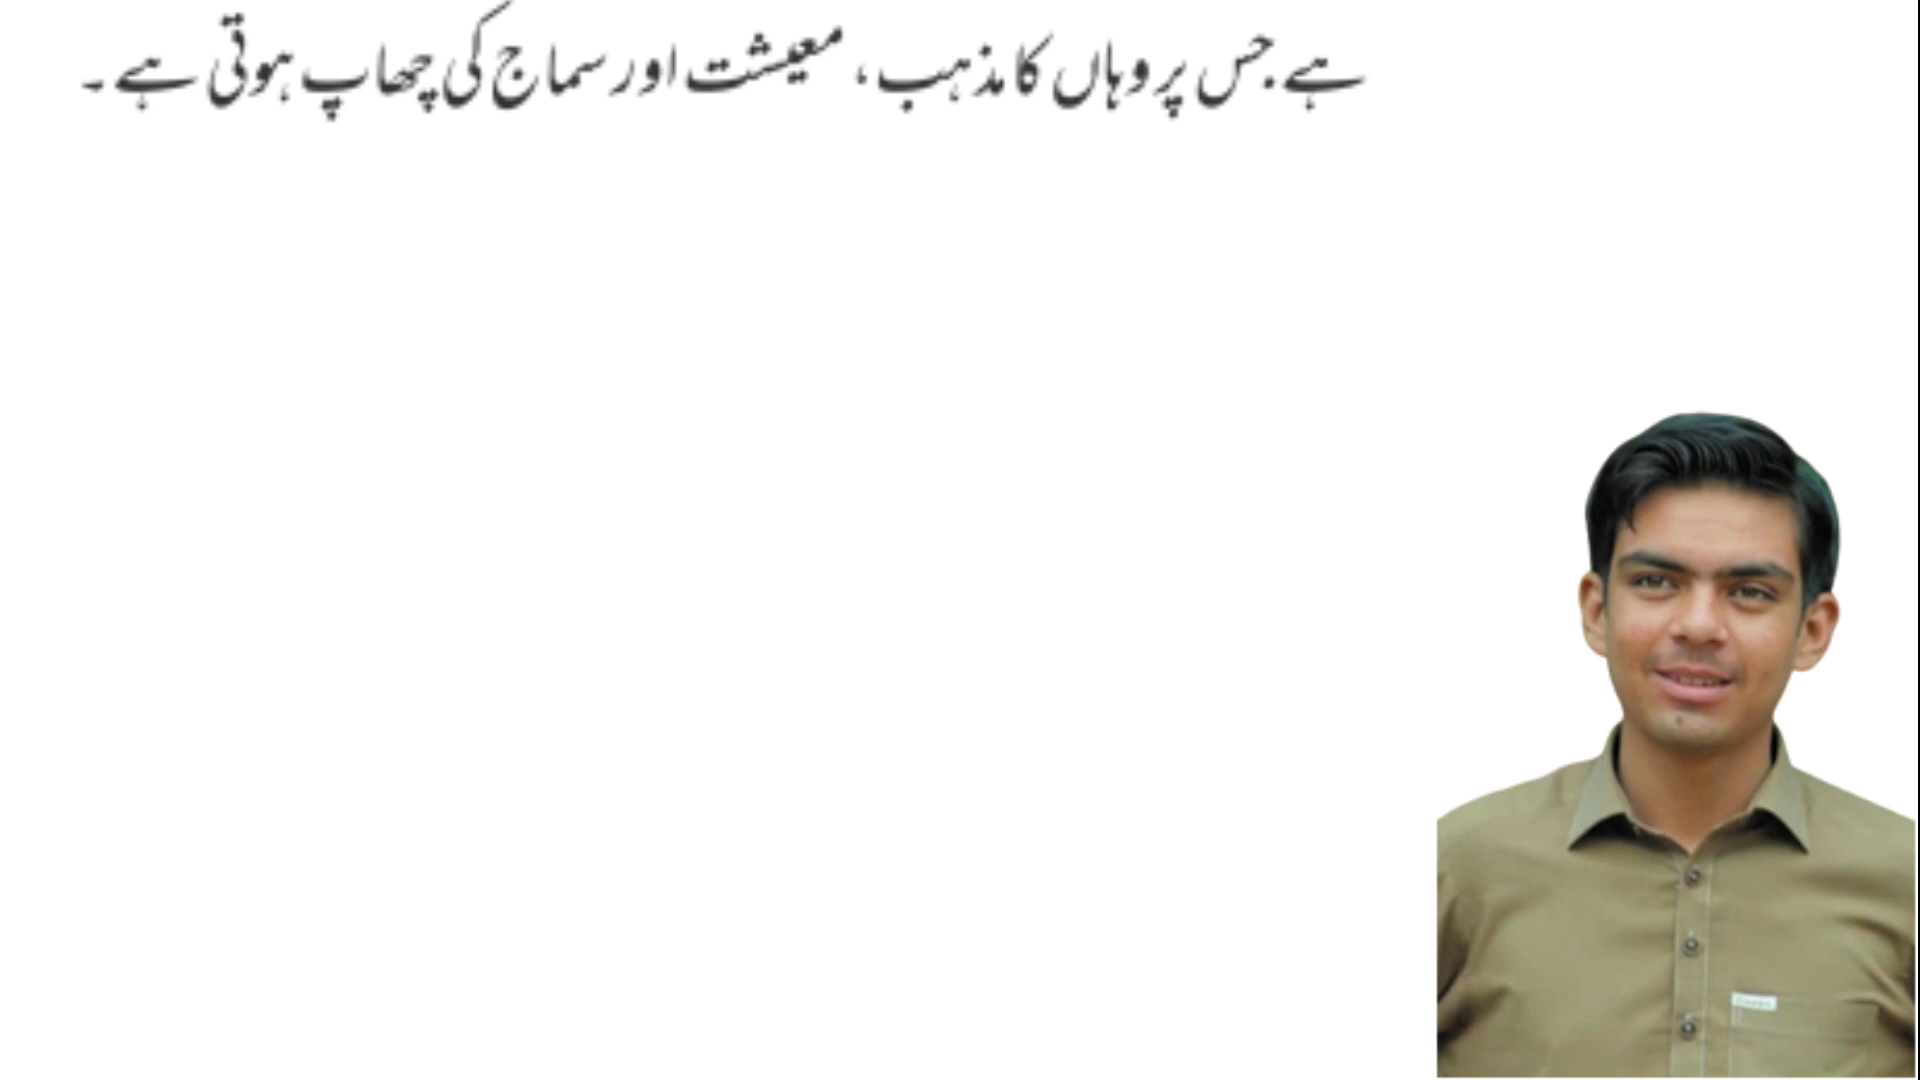 ہے۔جس پر وہاں کا مذہب، معیشت اور سماج کی چھاپ ہوتی ہے۔